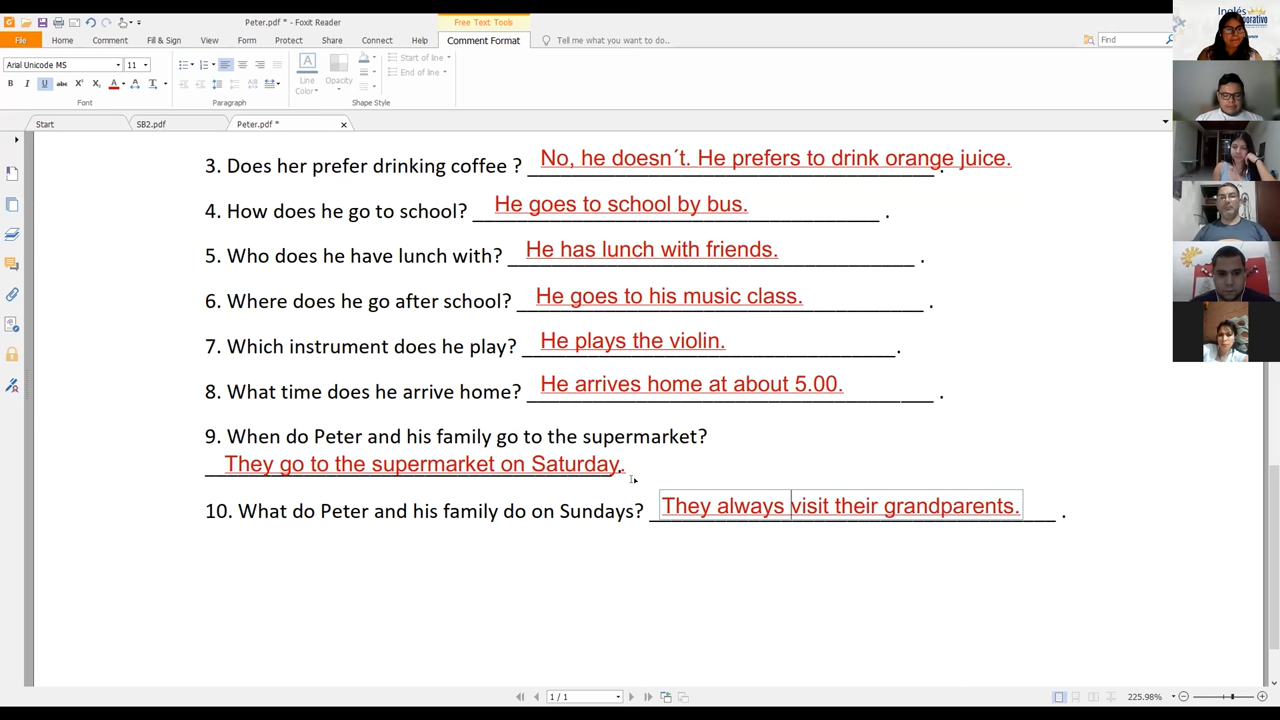 Peter.pdf * - Foxit Reader
Free Text Tools
Inglés
File
Home
Comment
Fill & Sign
View
Form
Protect
Share
Connect
Help
Comment Format
Tell me what you want to do..
Find
Arial Unicode MS
11
Line
Color
Opacity
Start of line
End of line
Font
Paragraph
Shape Style
Start
SB2.pdf
Peter.pdf *
3. Does her prefer drinking coffee ? No, he doesn´t. He prefers to drink orange juice. .
4. How does he go to school? He goes to school by bus. .
5. Who does he have lunch with? He has lunch with friends. .
6. Where does he go after school? He goes to his music class. .
7. Which instrument does he play? He plays the violin. .
8. What time does he arrive home? He arrives home at about 5.00. .
9. When do Peter and his family go to the supermarket?
They go to the supermarket on Saturday. .
10. What do Peter and his family do on Sundays? They always visit their grandparents. .
1 / 1
225.98%